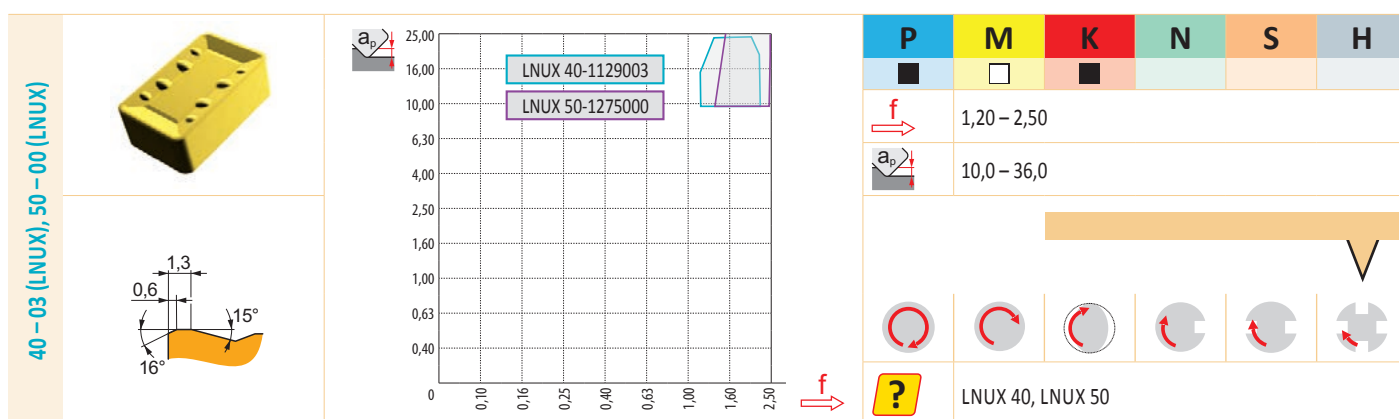 40 – 03 (LNUX), 50 – 00 (LNUX)
1,3
0,6
15°
16°
aₚ
25,00
16,00
10,00
6,30
4,00
2,50
1,60
1,00
0,63
0,40
0
LNUX 40-1129003
LNUX 50-1275000
0,10 0,16 0,25 0,40 0,63 1,00 1,60 2,50
f
P M K N S H
f 1,20 – 2,50
aₚ 10,0 – 36,0
? LNUX 40, LNUX 50